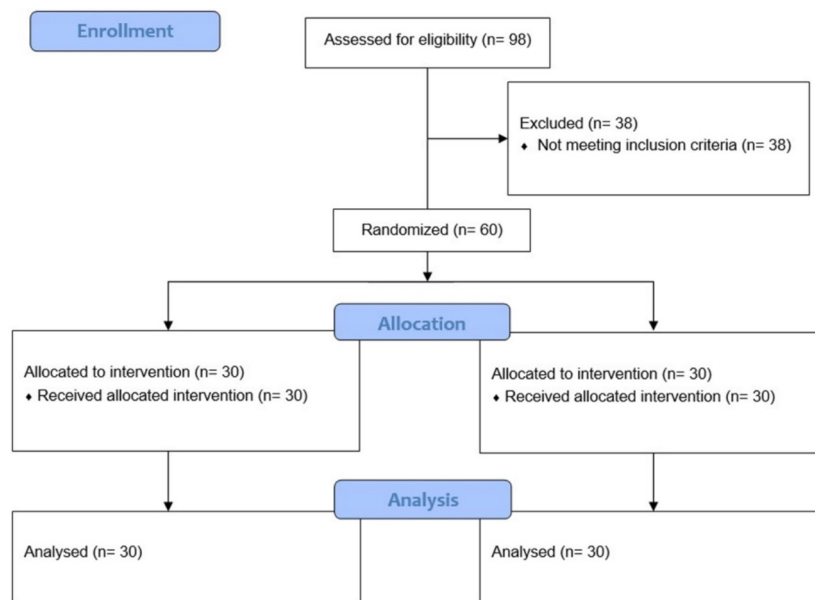 Enrollment
Assessed for eligibility (n= 98)
Excluded (n= 38)
♦ Not meeting inclusion criteria (n= 38)
Randomized (n= 60)
Allocation
Allocated to intervention (n= 30)
♦ Received allocated intervention (n= 30)
Allocated to intervention (n= 30)
♦ Received allocated intervention (n= 30)
Analysis
Analysed (n= 30)
Analysed (n= 30)